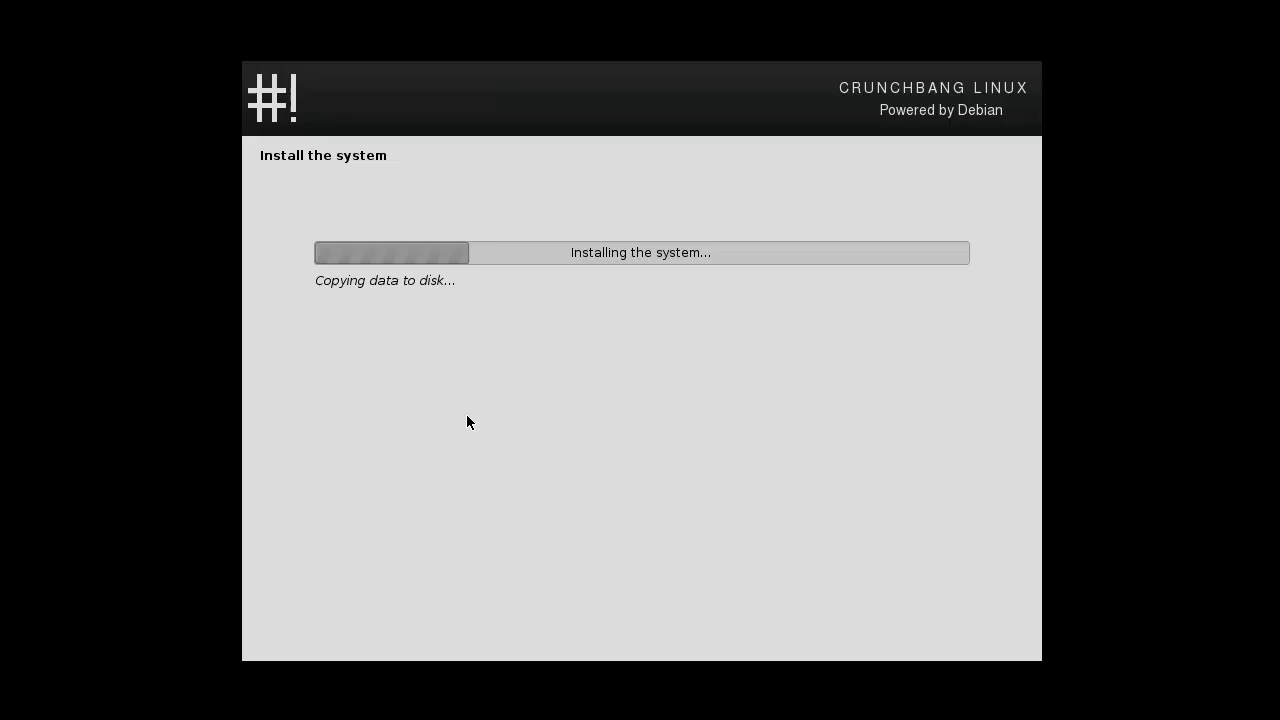 #!
CRUNCHBANG LINUX
Powered by Debian
Install the system
Installing the system...
Copying data to disk...